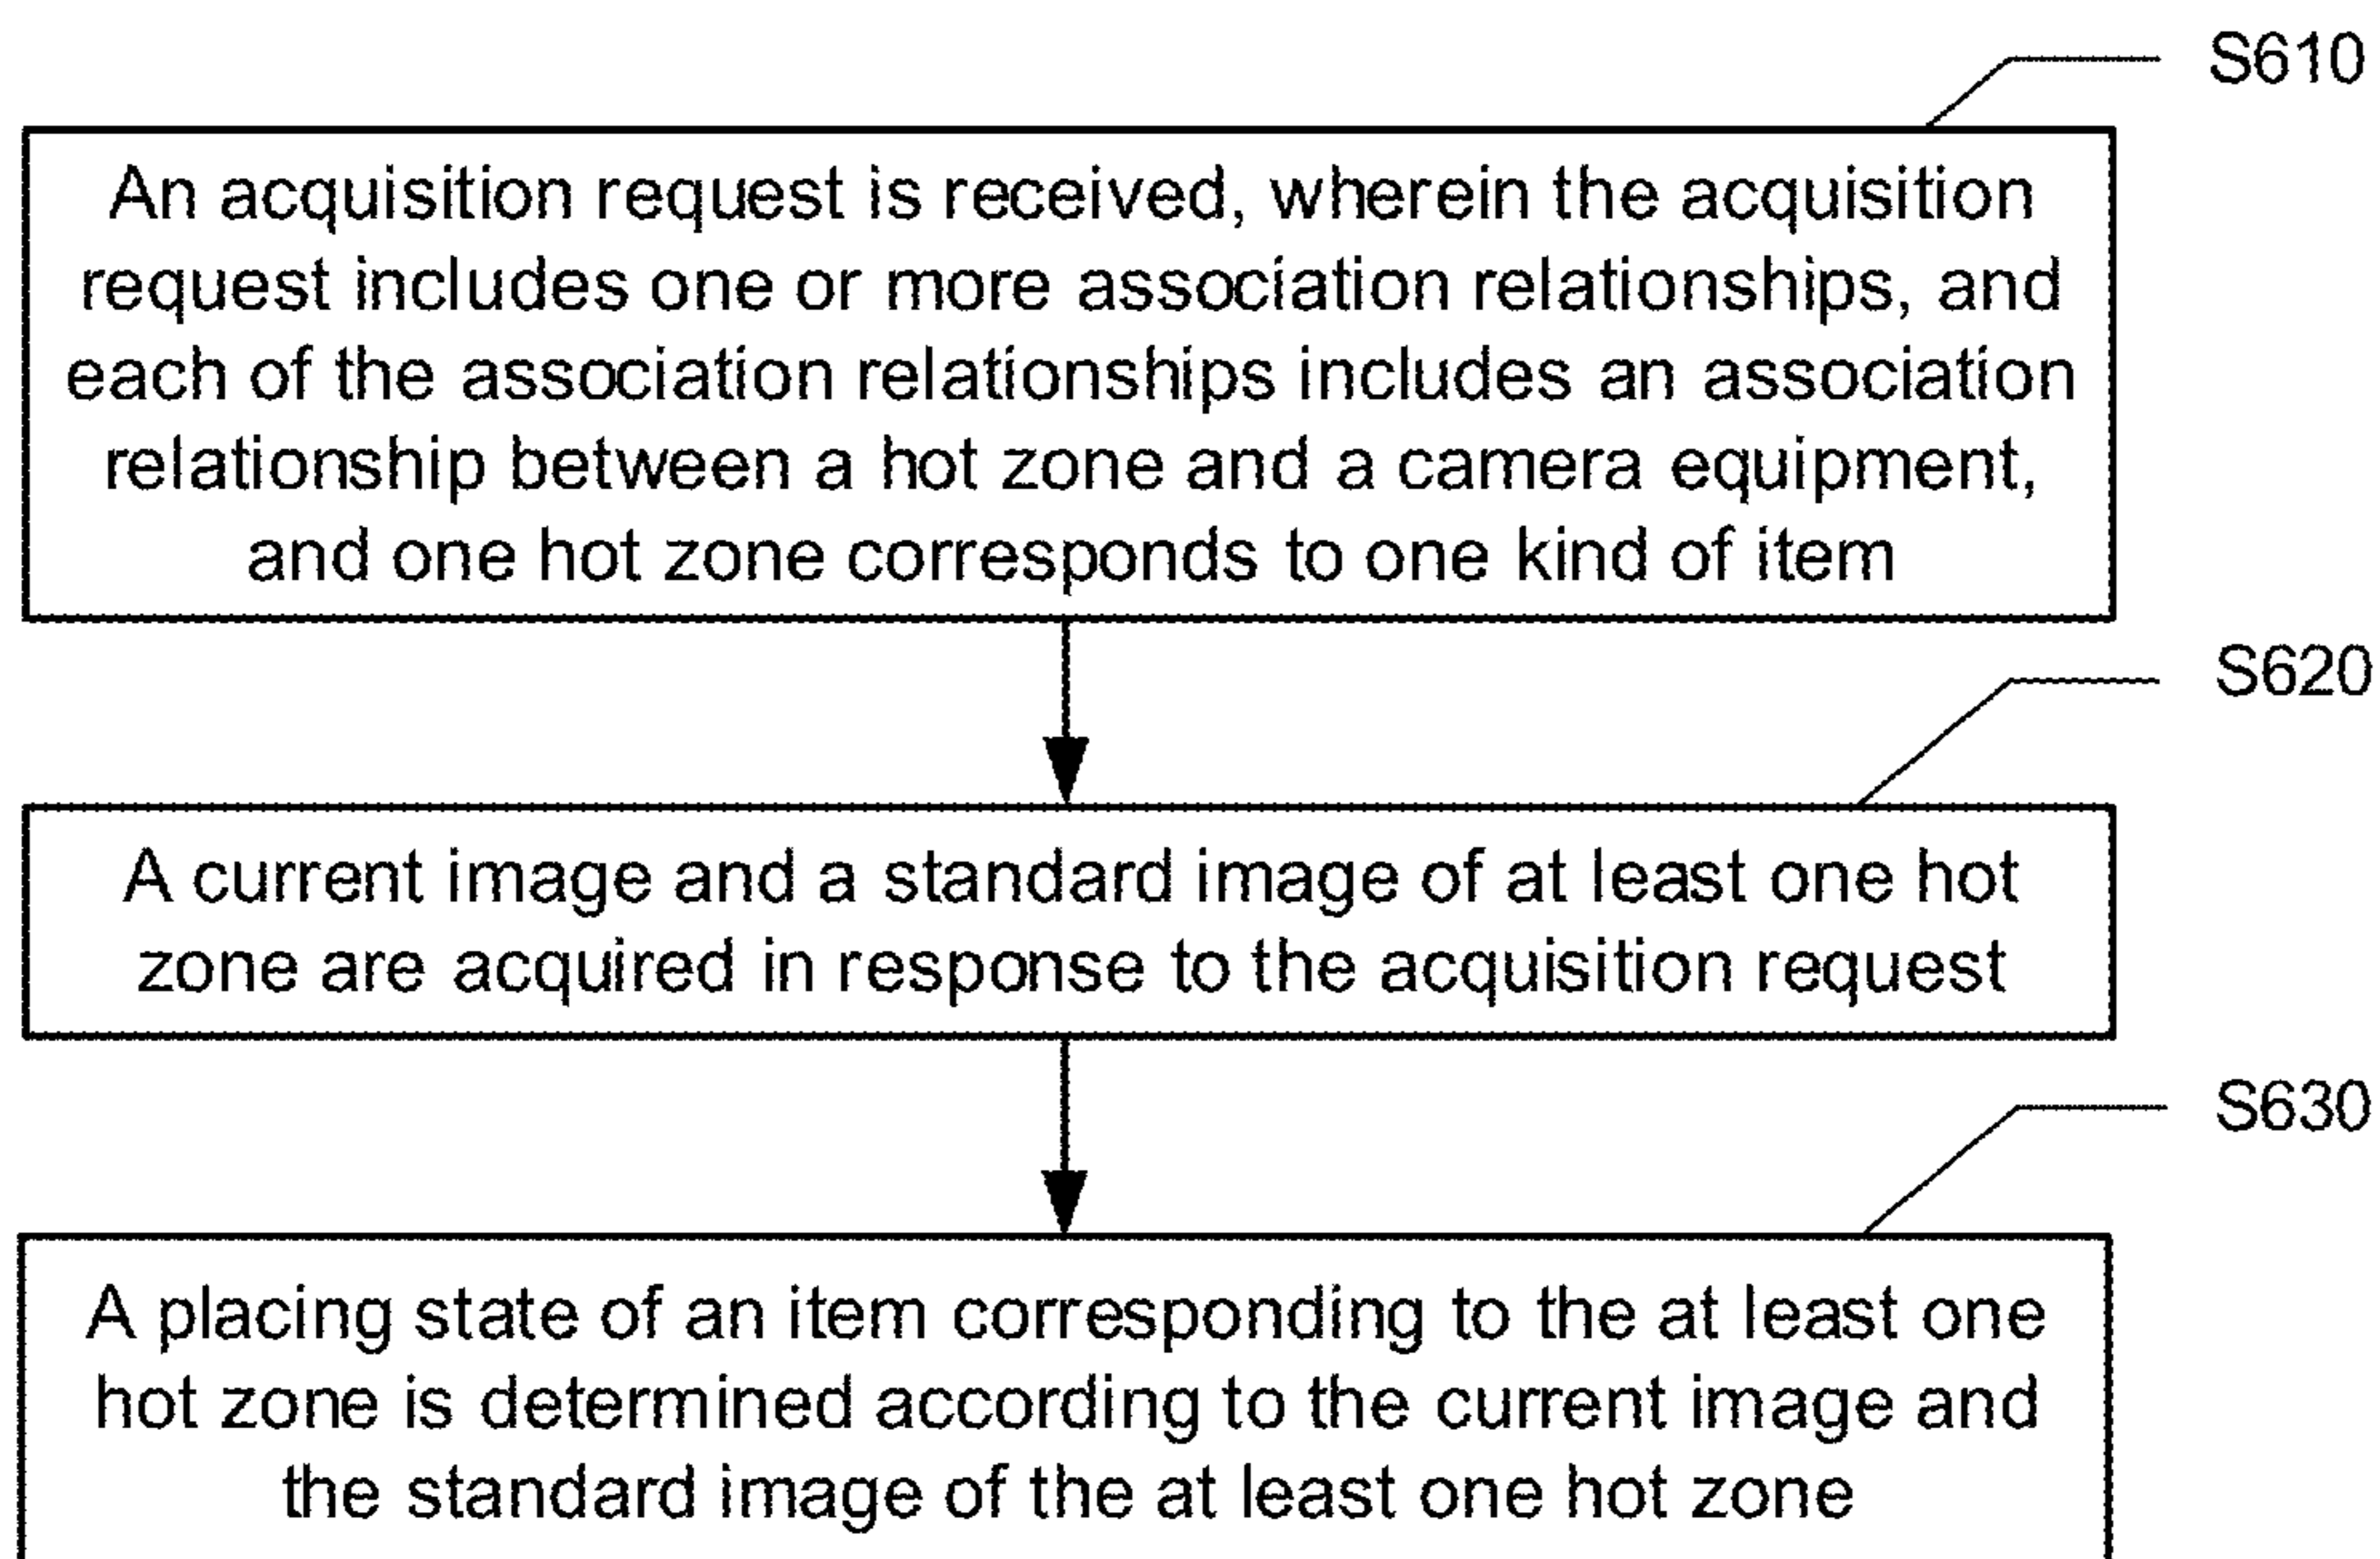 S610
An acquisition request is received, wherein the acquisition
request includes one or more association relationships, and
each of the association relationships includes an association
relationship between a hot zone and a camera equipment,
and one hot zone corresponds to one kind of item
S620
A current image and a standard image of at least one hot
zone are acquired in response to the acquisition request
S630
A placing state of an item corresponding to the at least one
hot zone is determined according to the current image and
the standard image of the at least one hot zone